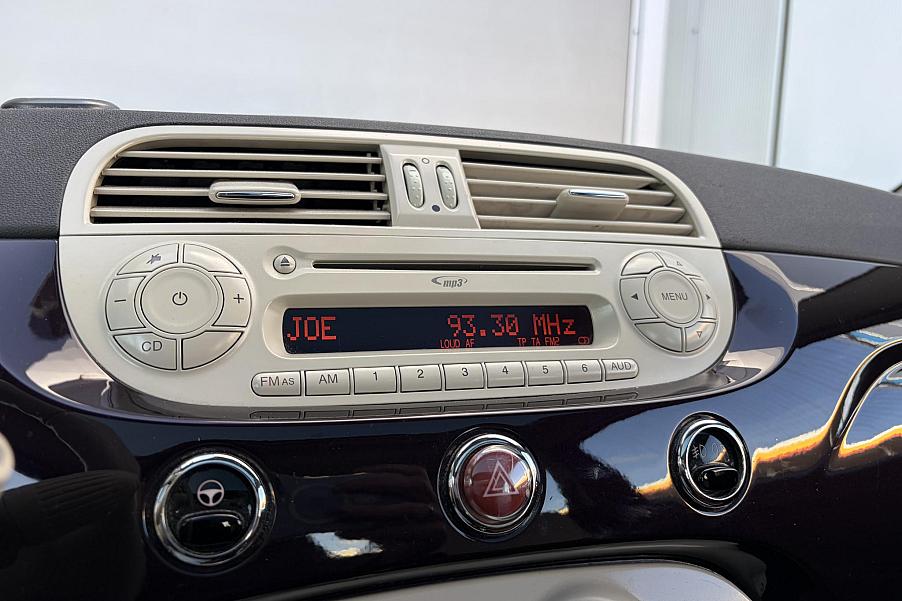 mp3
JOE 93.30 MHz
LOUD AF TP TA FM2 CD
− +
CD
MENU
FM AS AM 1 2 3 4 5 6 AUD